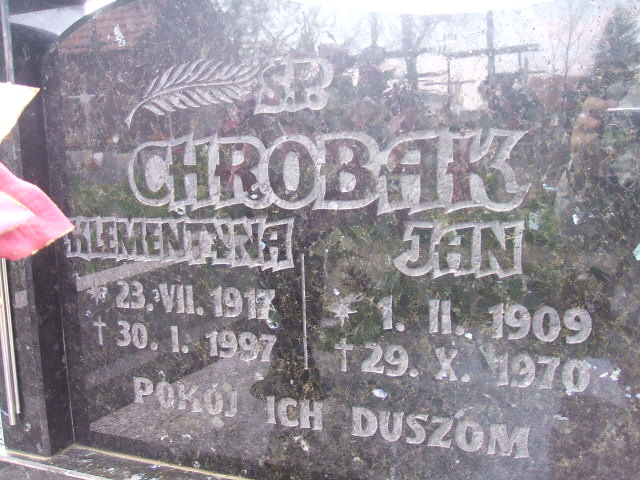 Ś.P.
CHROBAK
KLEMENTYNA JAN
* 23. VII. 1917 * 1. II. 1909
† 30. I. 1997 † 29. X. 1970
POKÓJ ICH DUSZOM